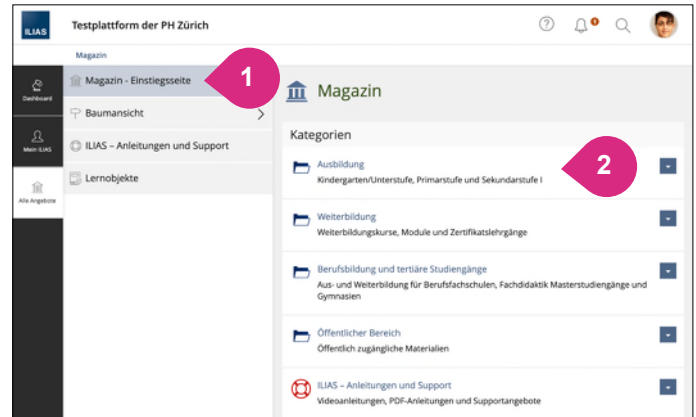 ILIAS
Testplattform der PH Zürich
Magazin
Dashboard
Mein ILIAS
Alle Angebote
Magazin - Einstiegsseite
1
Baumansicht
ILIAS – Anleitungen und Support
Lernobjekte
Magazin
Kategorien
Ausbildung
2
Kindergarten/Unterstufe, Primarstufe und Sekundarstufe I
Weiterbildung
Weiterbildungskurse, Module und Zertifikatslehrgänge
Berufsbildung und tertiäre Studiengänge
Aus- und Weiterbildung für Berufsfachschulen, Fachdidaktik Masterstudiengänge und
Gymnasien
Öffentlicher Bereich
Öffentlich zugängliche Materialien
ILIAS – Anleitungen und Support
Videoanleitungen, PDF-Anleitungen und Supportangebote